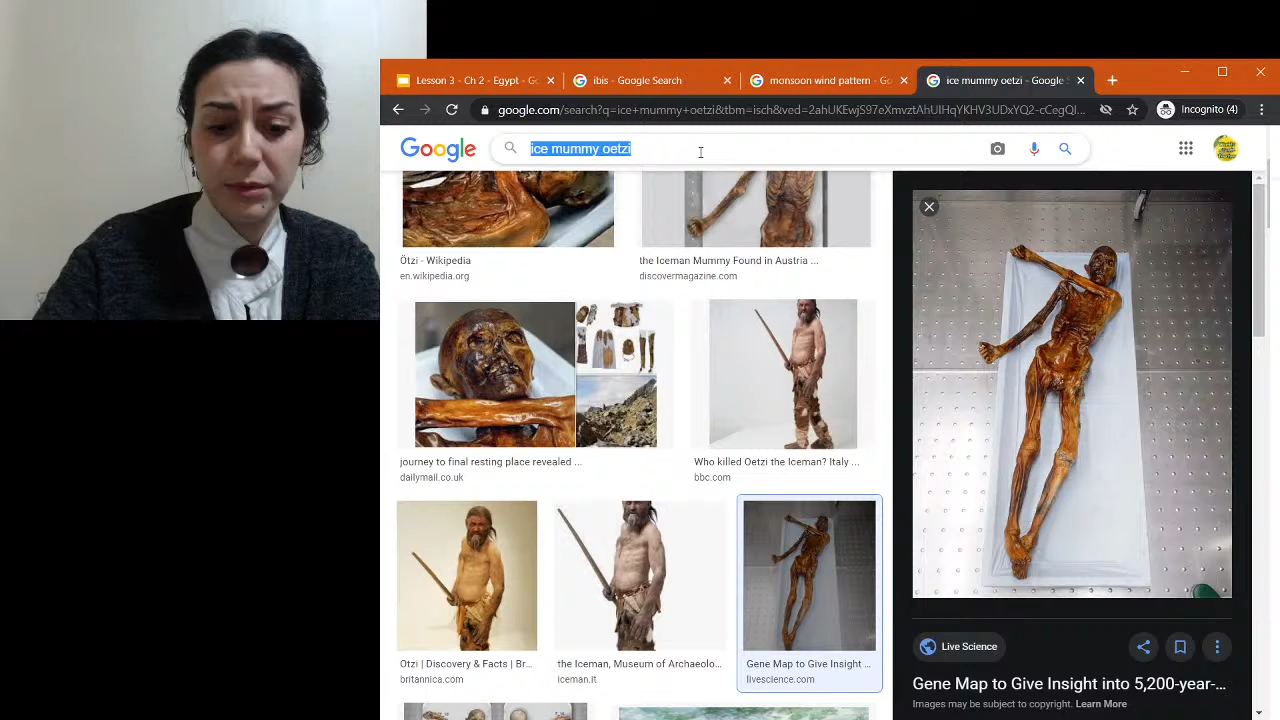 Lesson 3 - Ch 2 - Egypt - G
ibis - Google Search
monsoon wind pattern - Go
ice mummy oetzi - Google S
google.com/search?q=ice+mummy+oetzi&tbm=isch&ved=2ahUKEwjS97eXmvztAhUIHqYKHV3UDxYQ2-cCegQI...
Incognito (4)
Google
ice mummy oetzi
Ötzi - Wikipedia
en.wikipedia.org
the Iceman Mummy Found in Austria ...
discovermagazine.com
journey to final resting place revealed ...
dailymail.co.uk
Who killed Oetzi the Iceman? Italy ...
bbc.com
Otzi | Discovery & Facts | Br...
britannica.com
the Iceman, Museum of Archaeolo...
iceman.it
Gene Map to Give Insight ...
livescience.com
Live Science
Gene Map to Give Insight into 5,200-year-...
Images may be subject to copyright. Learn More